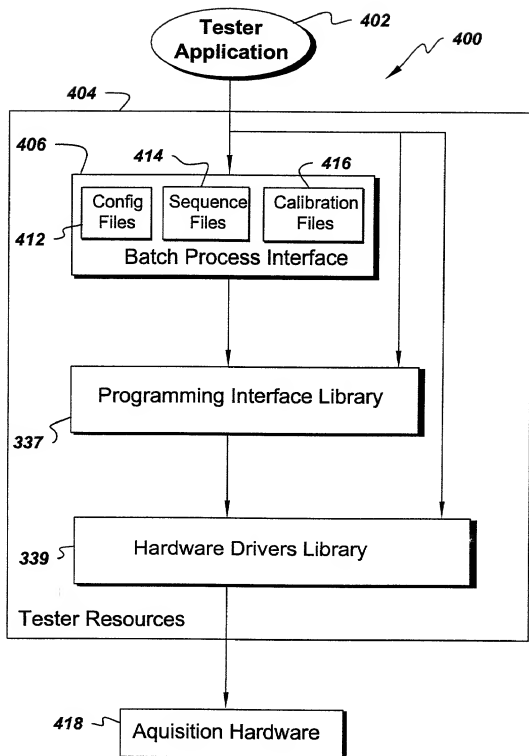 Tester
Application
402
400
404
406
414
416
Config
Files
Sequence
Files
Calibration
Files
412
Batch Process Interface
Programming Interface Library
337
Hardware Drivers Library
339
Tester Resources
418
Aquisition Hardware